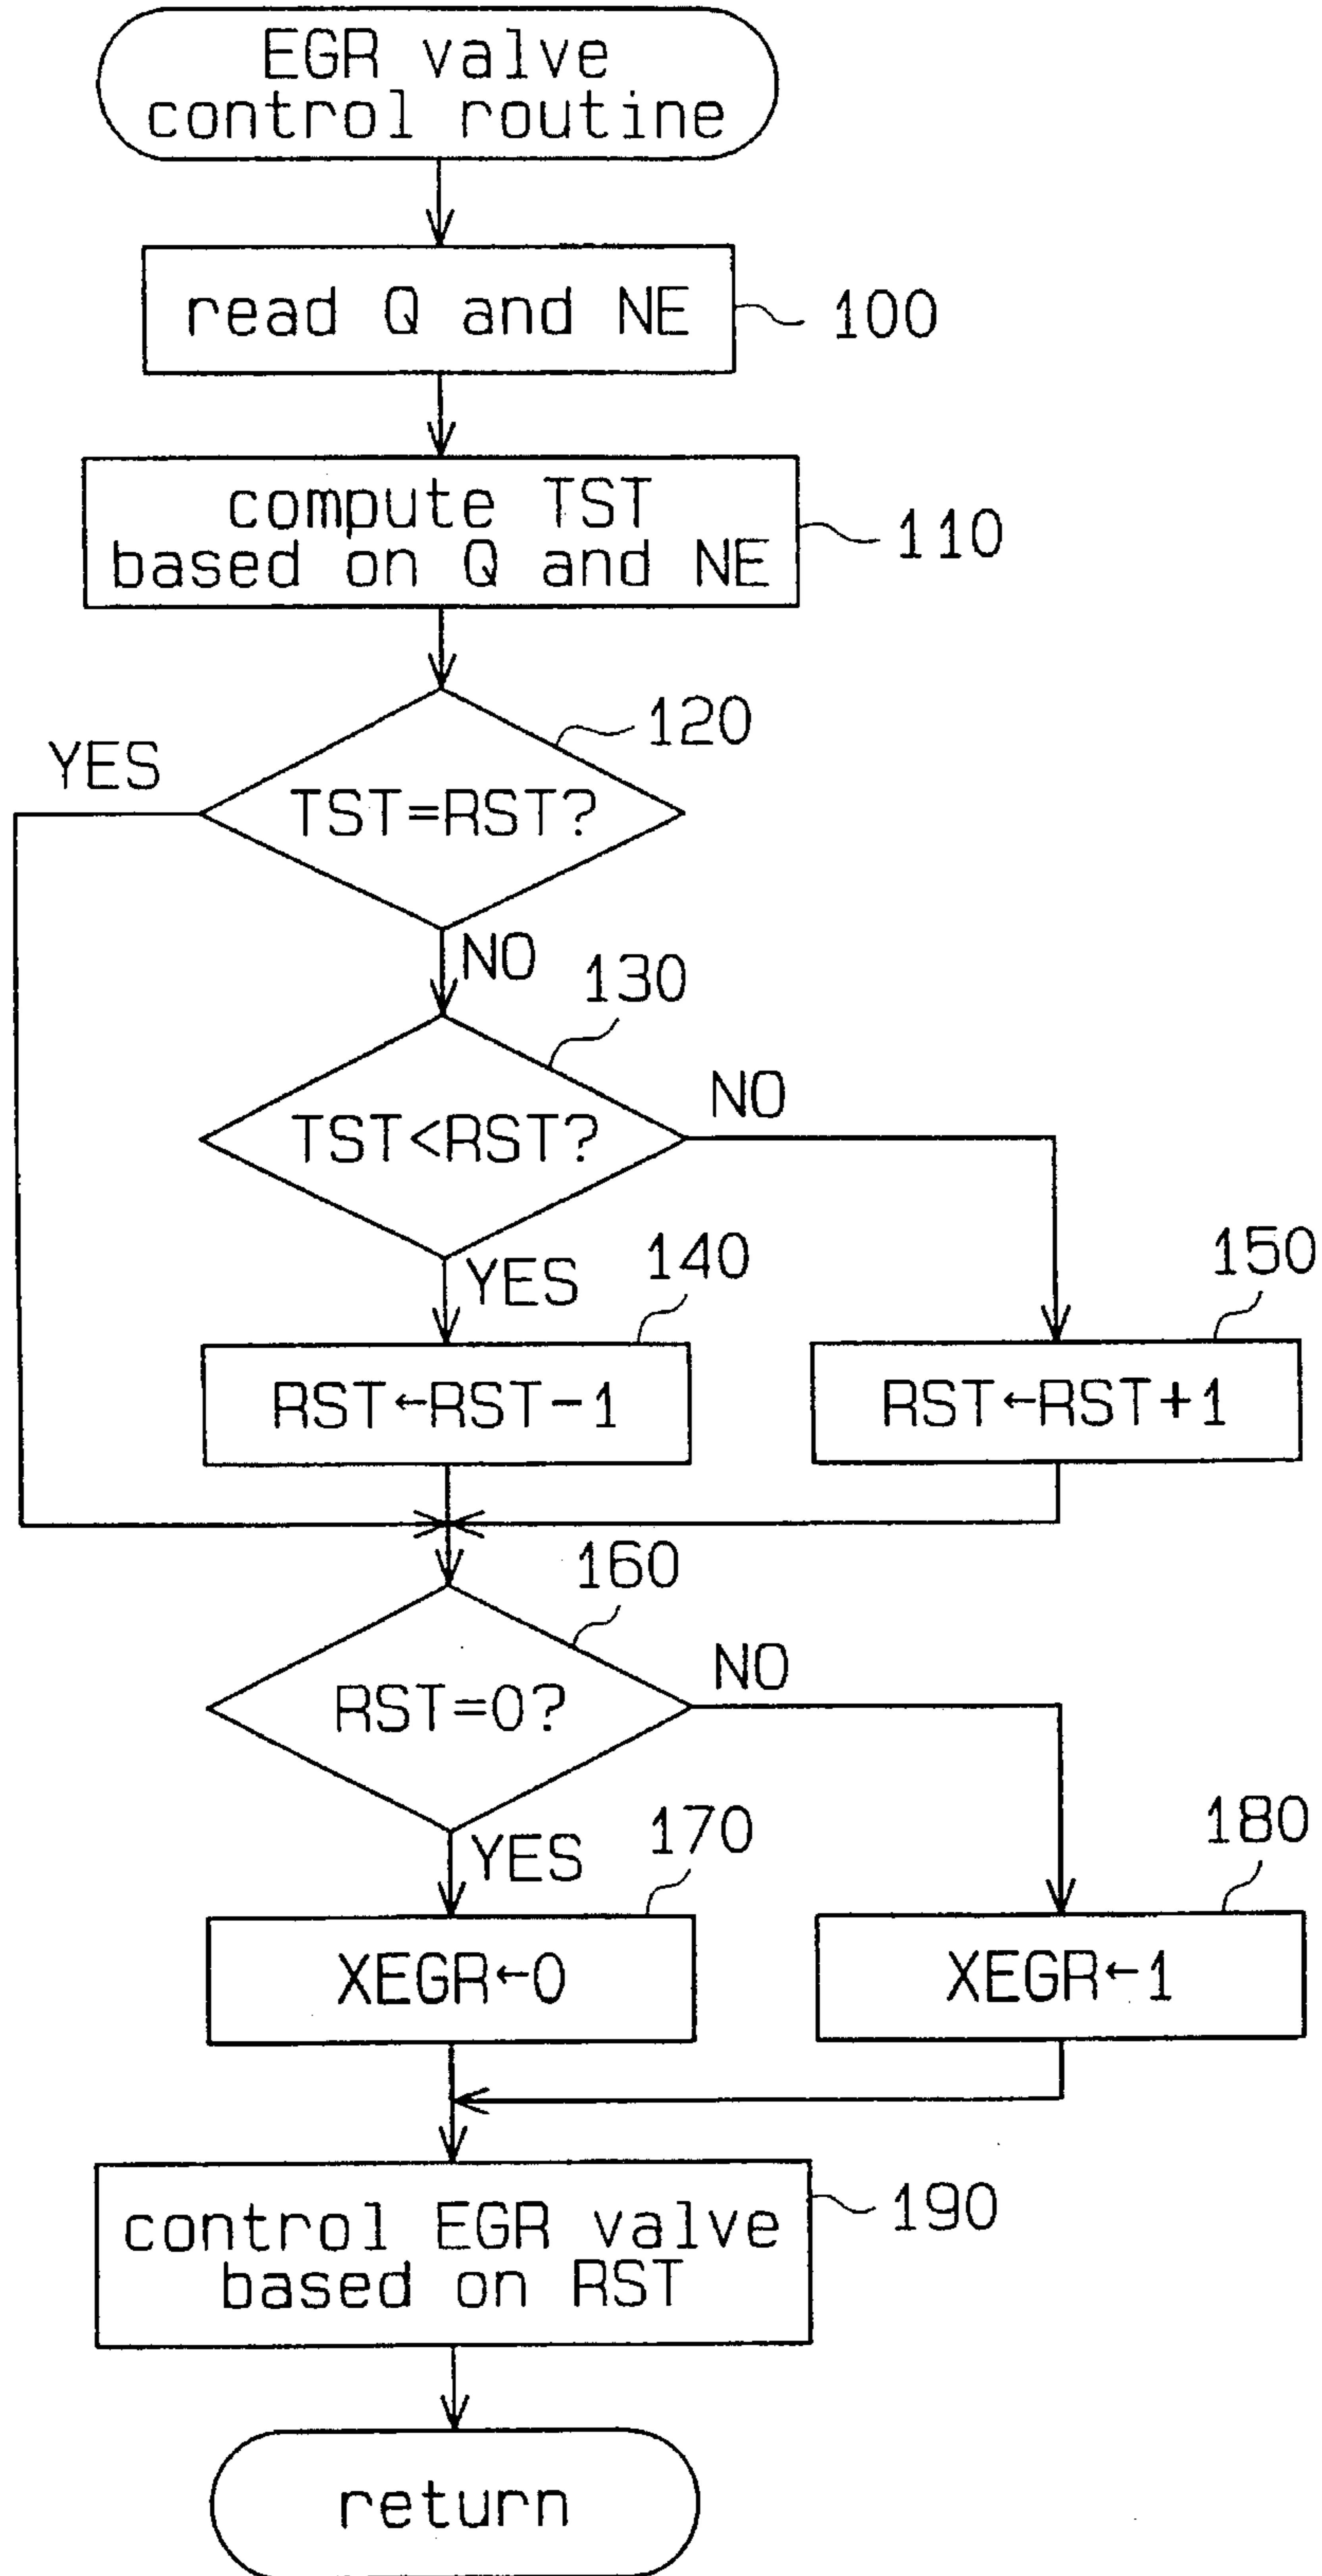 EGR valve
control routine
read Q and NE
100
compute TST
based on Q and NE
110
120
YES
TST=RST?
NO
130
TST<RST?
NO
YES
140
150
RST←RST-1
RST←RST+1
160
RST=0?
NO
YES
170
180
XEGR←0
XEGR←1
control EGR valve
based on RST
190
return